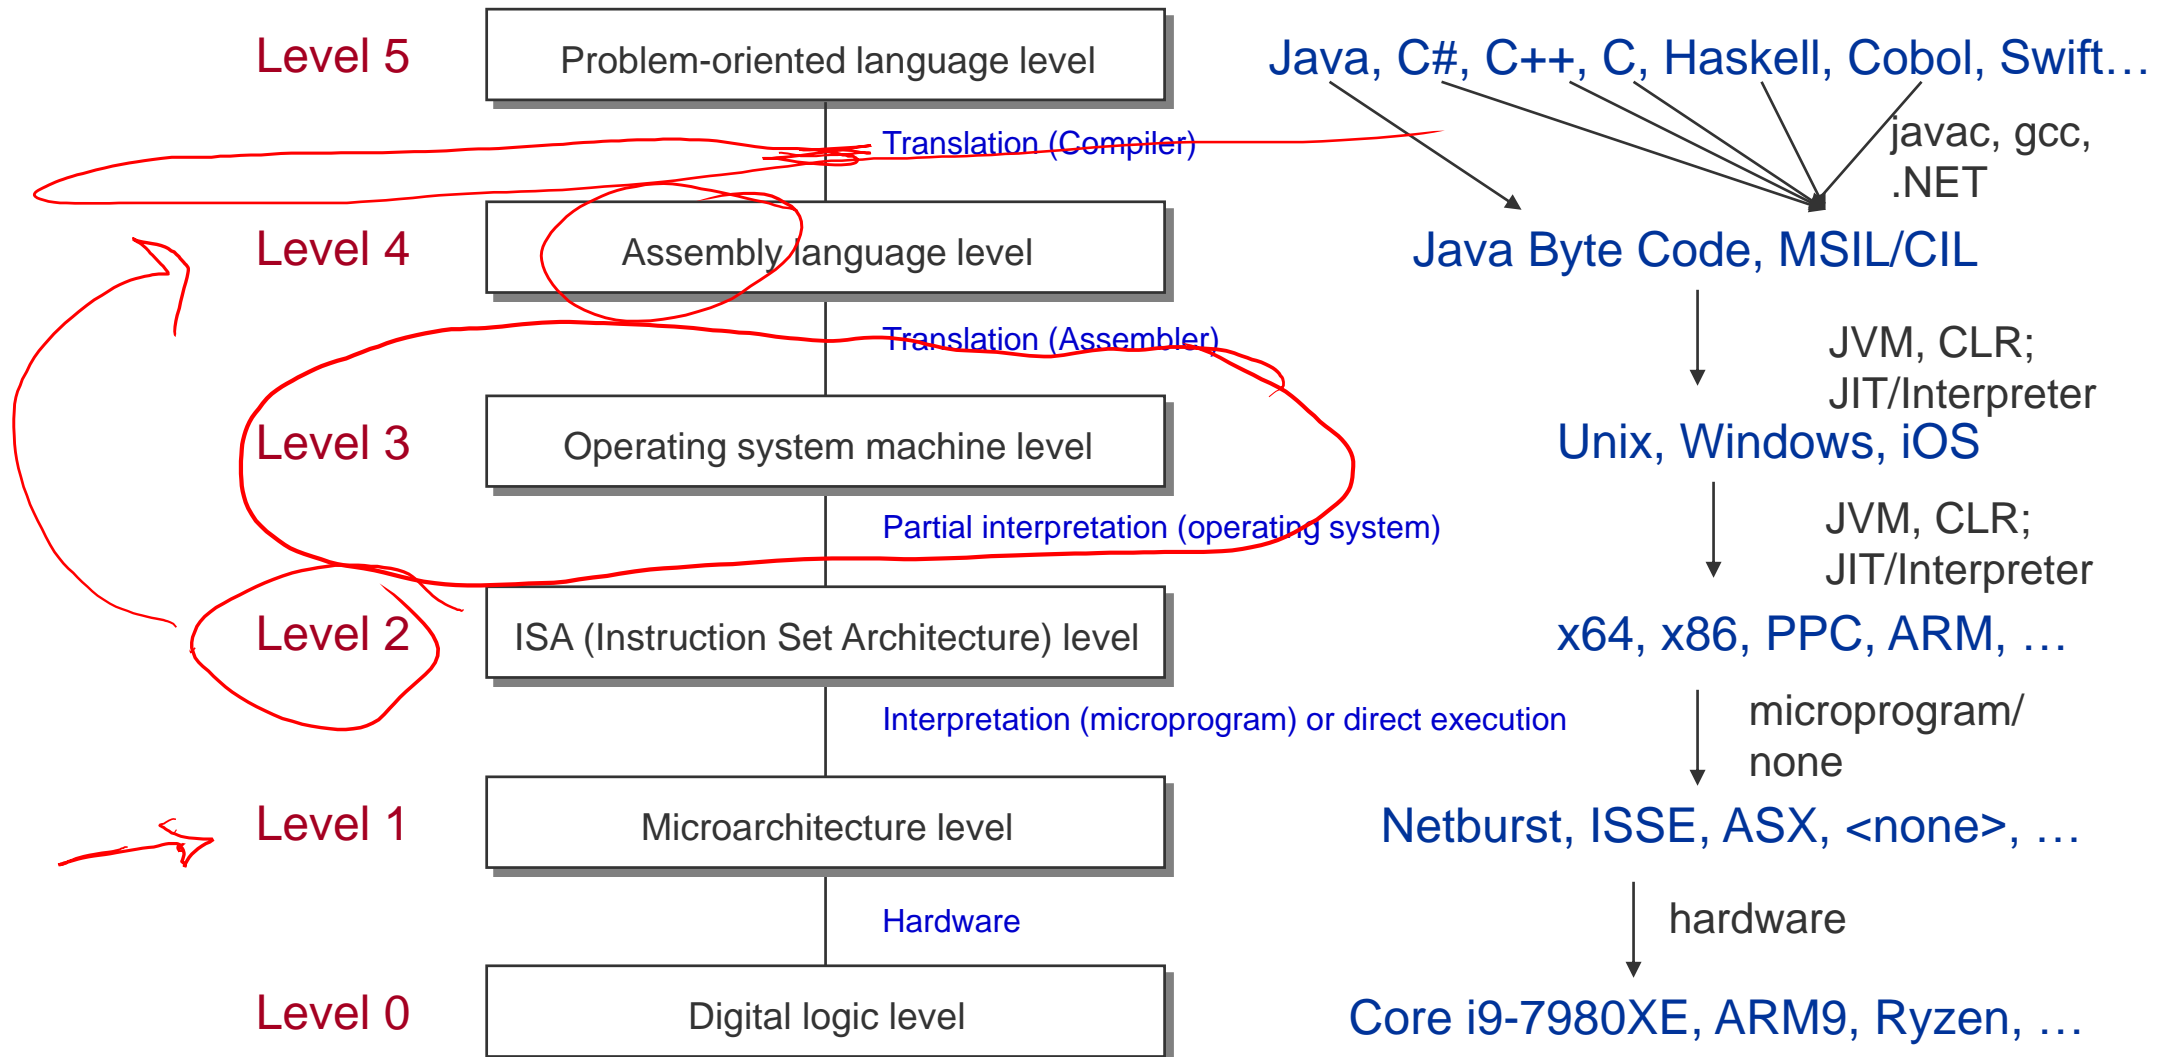 Level 5
Problem-oriented language level
Java, C#, C++, C, Haskell, Cobol, Swift…
Translation (Compiler)
javac, gcc,
.NET
Level 4
Assembly language level
Java Byte Code, MSIL/CIL
Translation (Assembler)
JVM, CLR;
JIT/Interpreter
Level 3
Operating system machine level
Unix, Windows, iOS
Partial interpretation (operating system)
JVM, CLR;
JIT/Interpreter
Level 2
ISA (Instruction Set Architecture) level
x64, x86, PPC, ARM, …
Interpretation (microprogram) or direct execution
microprogram/
none
Level 1
Microarchitecture level
Netburst, ISSE, ASX, <none>, …
Hardware
hardware
Level 0
Digital logic level
Core i9-7980XE, ARM9, Ryzen, …